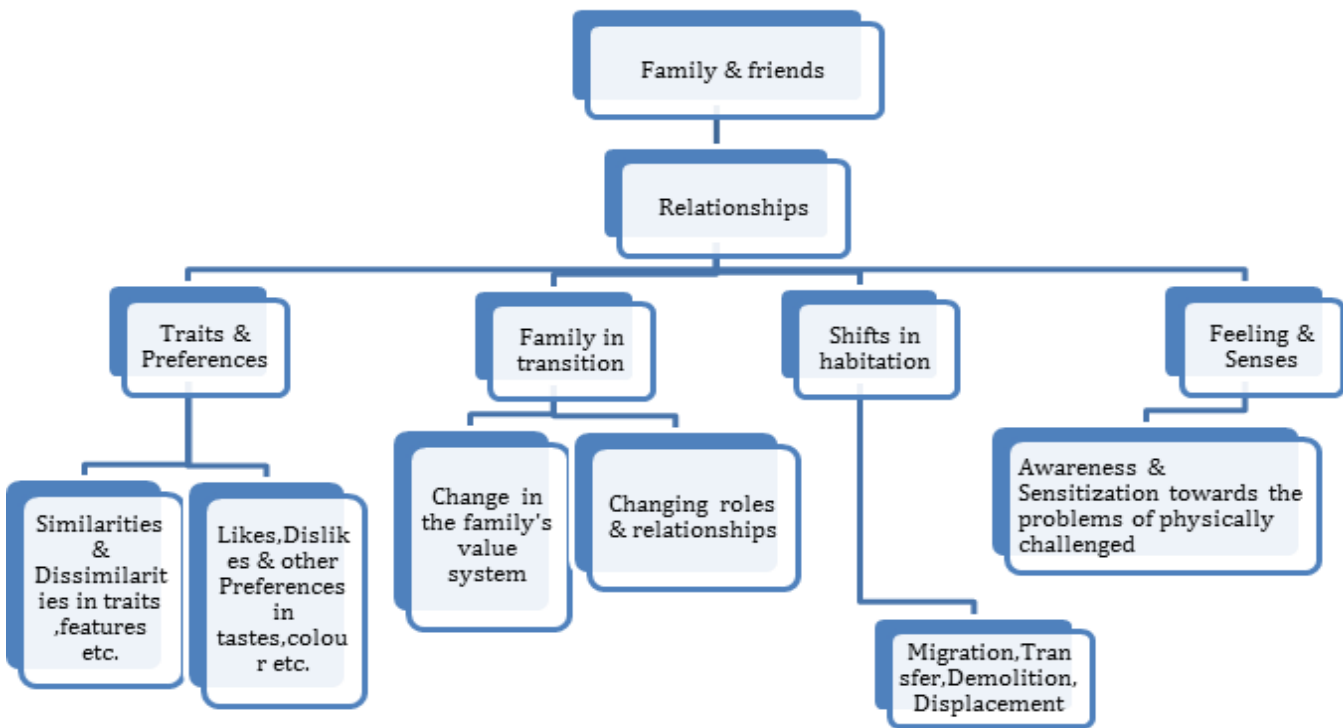 Family & friends
Relationships
Traits &
Preferences
Family in
transition
Shifts in
habitation
Feeling &
Senses
Similarities
&
Dissimilarit
ies in traits
,features
etc.
Likes,Dislik
es & other
Preferences
in
tastes,colou
r etc.
Change in
the family's
value
system
Changing roles
& relationships
Migration,Tran
sfer,Demolition,
Displacement
Awareness &
Sensitization towards the
problems of physically
challenged